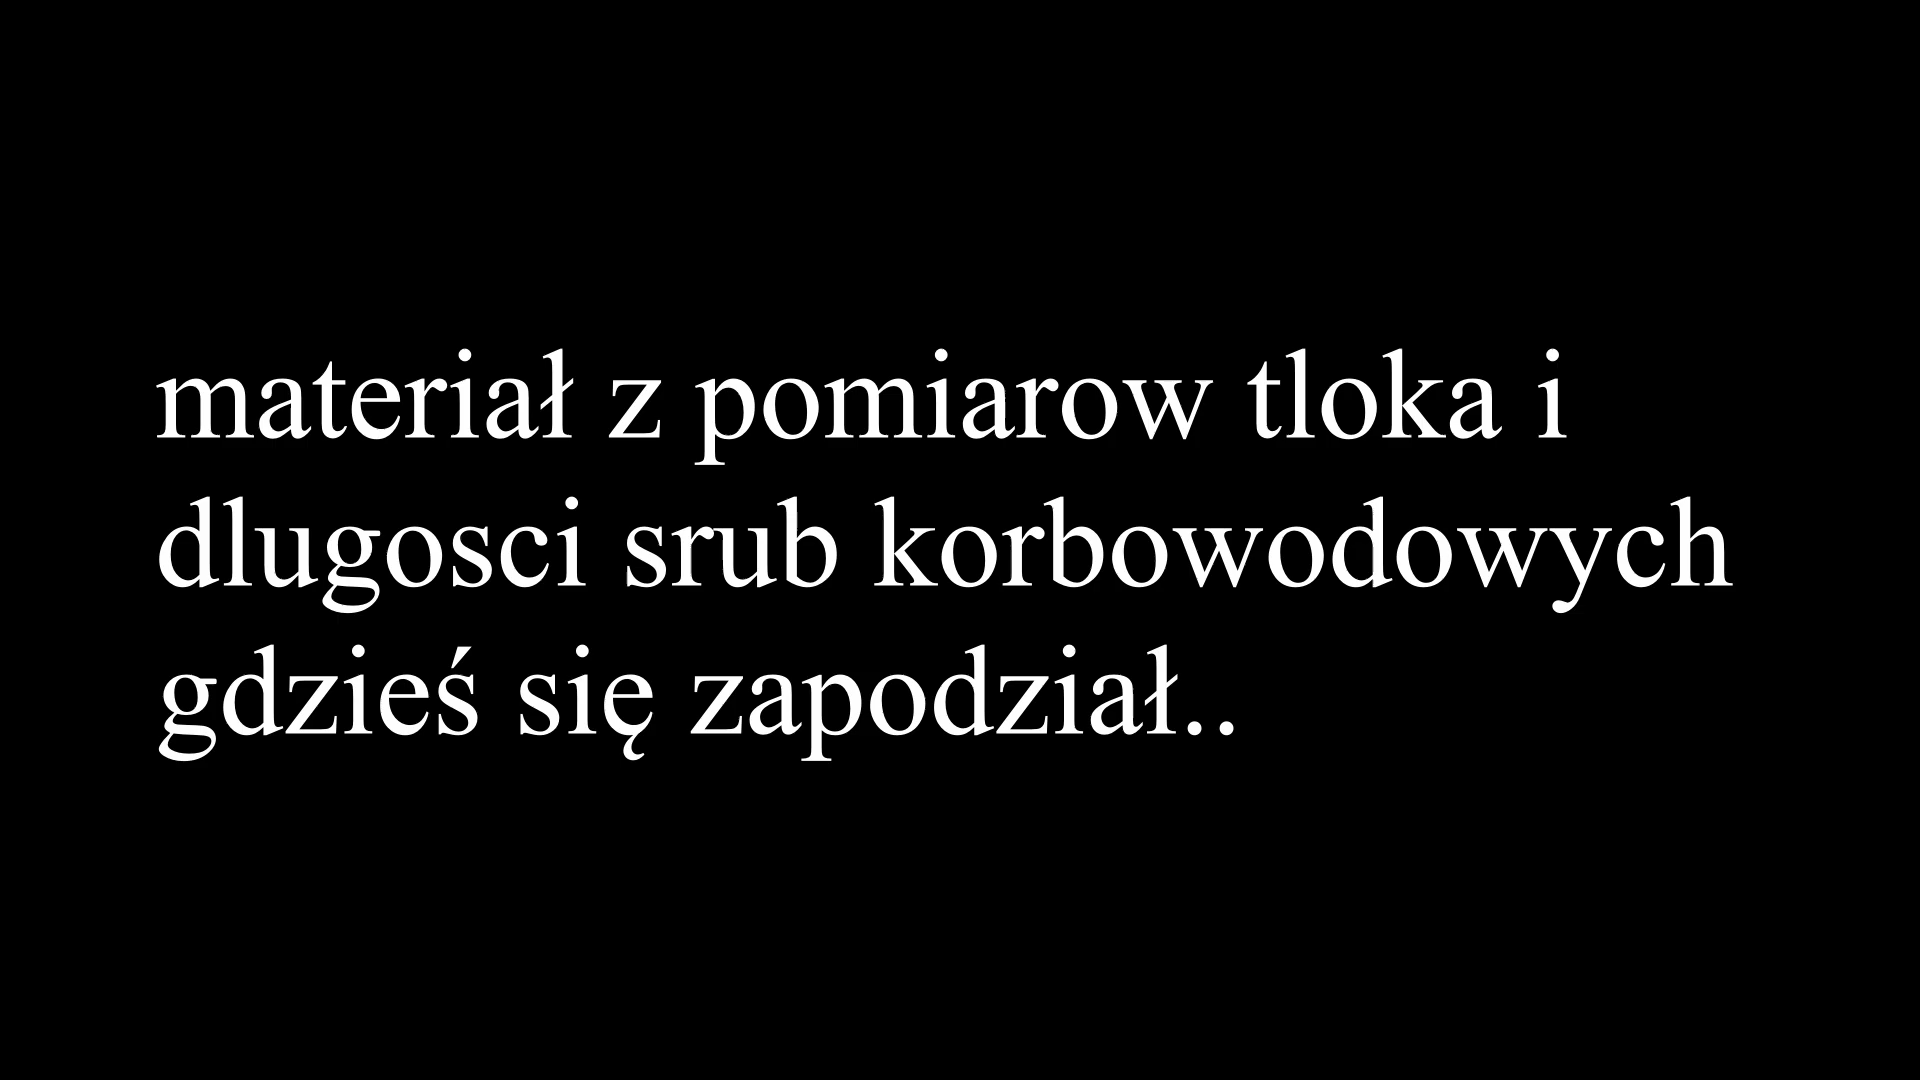 materiał z pomiarow tloka i
dlugosci srub korbowodowych
gdzieś się zapodział..